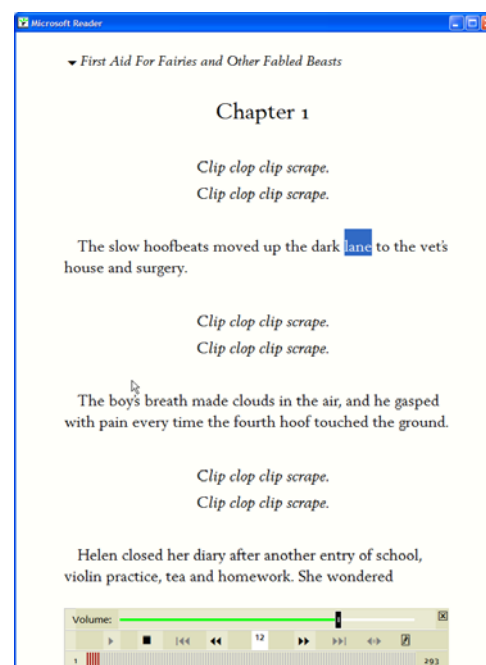 Microsoft Reader
First Aid For Fairies and Other Fabled Beasts
Chapter 1
Clip clop clip scrape.
Clip clop clip scrape.
The slow hoofbeats moved up the dark lane to the vet's
house and surgery.
Clip clop clip scrape.
Clip clop clip scrape.
The boy's breath made clouds in the air, and he gasped
with pain every time the fourth hoof touched the ground.
Clip clop clip scrape.
Clip clop clip scrape.
Helen closed her diary after another entry of school,
violin practice, tea and homework. She wondered
Volume:
12
1 293